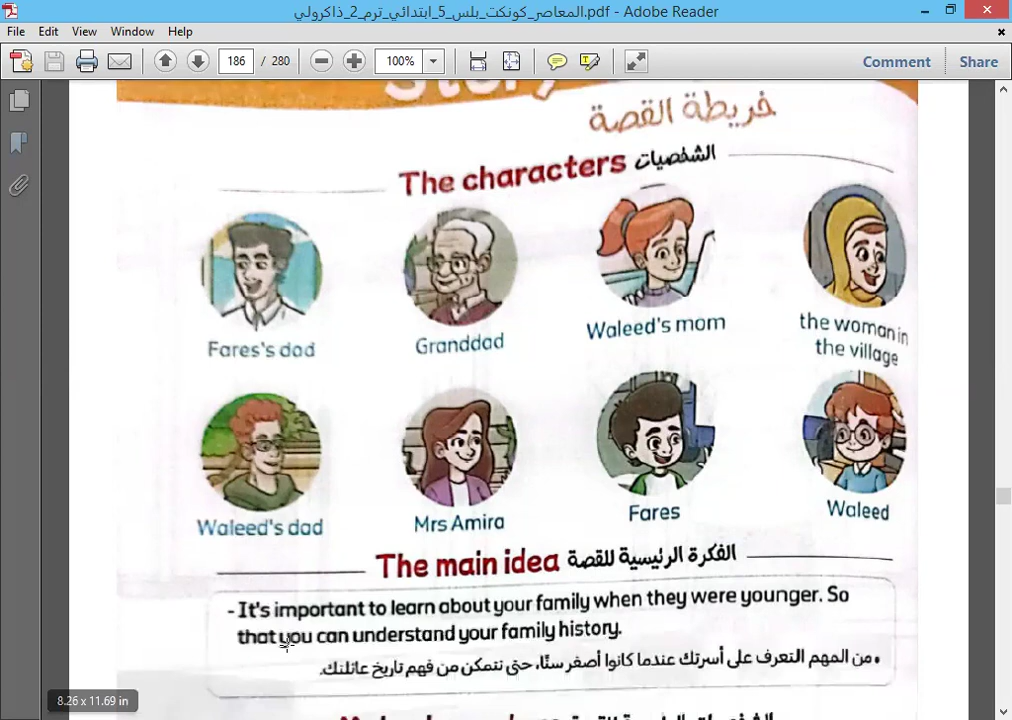 المعاصر_كونكت_بلس_5_ابتدائي_ترم_2_ذاكرولي.pdf - Adobe Reader
File Edit View Window Help
186 / 280 100% Comment Share
Story
خريطة القصة
The characters الشخصيات
Fares's dad
Granddad
Waleed's mom
the woman in
the village
Waleed's dad
Mrs Amira
Fares
Waleed
The main idea الفكرة الرئيسية للقصة
- It's important to learn about your family when they were younger. So
that you can understand your family history.
• من المهم التعرف على أسرتك عندما كانوا أصغر سنًا، حتى تتمكن من فهم تاريخ عائلتك.
8.26 x 11.69 in